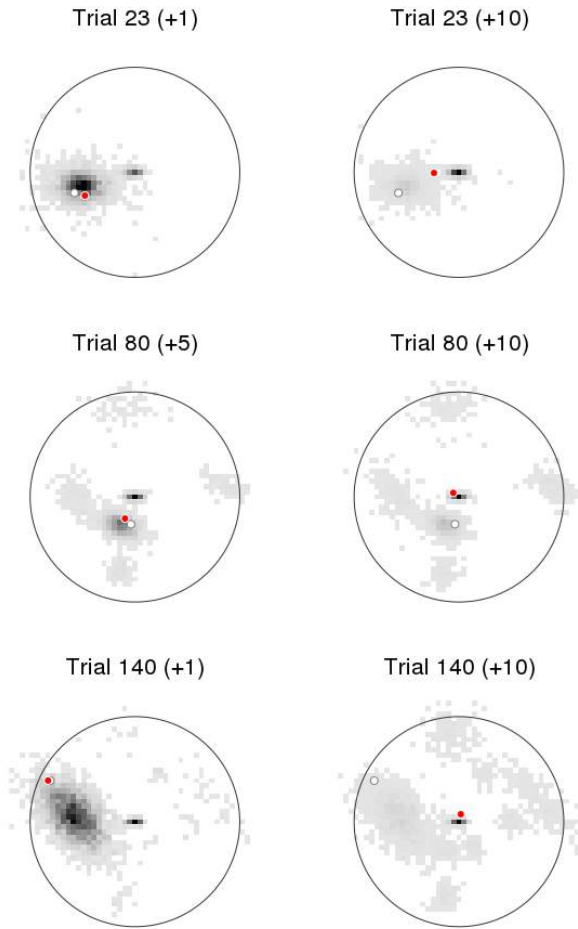 Trial 23 (+1) Trial 23 (+10)
Trial 80 (+5) Trial 80 (+10)
Trial 140 (+1) Trial 140 (+10)